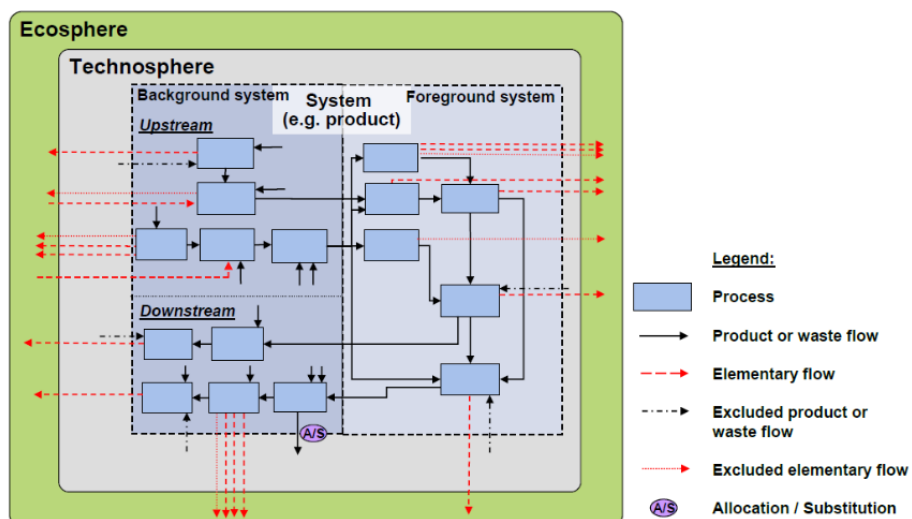 Ecosphere
Technosphere
Background system
System
(e.g. product)
Foreground system
Upstream
Downstream
A/S
Legend:
Process
Product or waste flow
Elementary flow
Excluded product or
waste flow
Excluded elementary flow
A/S
Allocation / Substitution